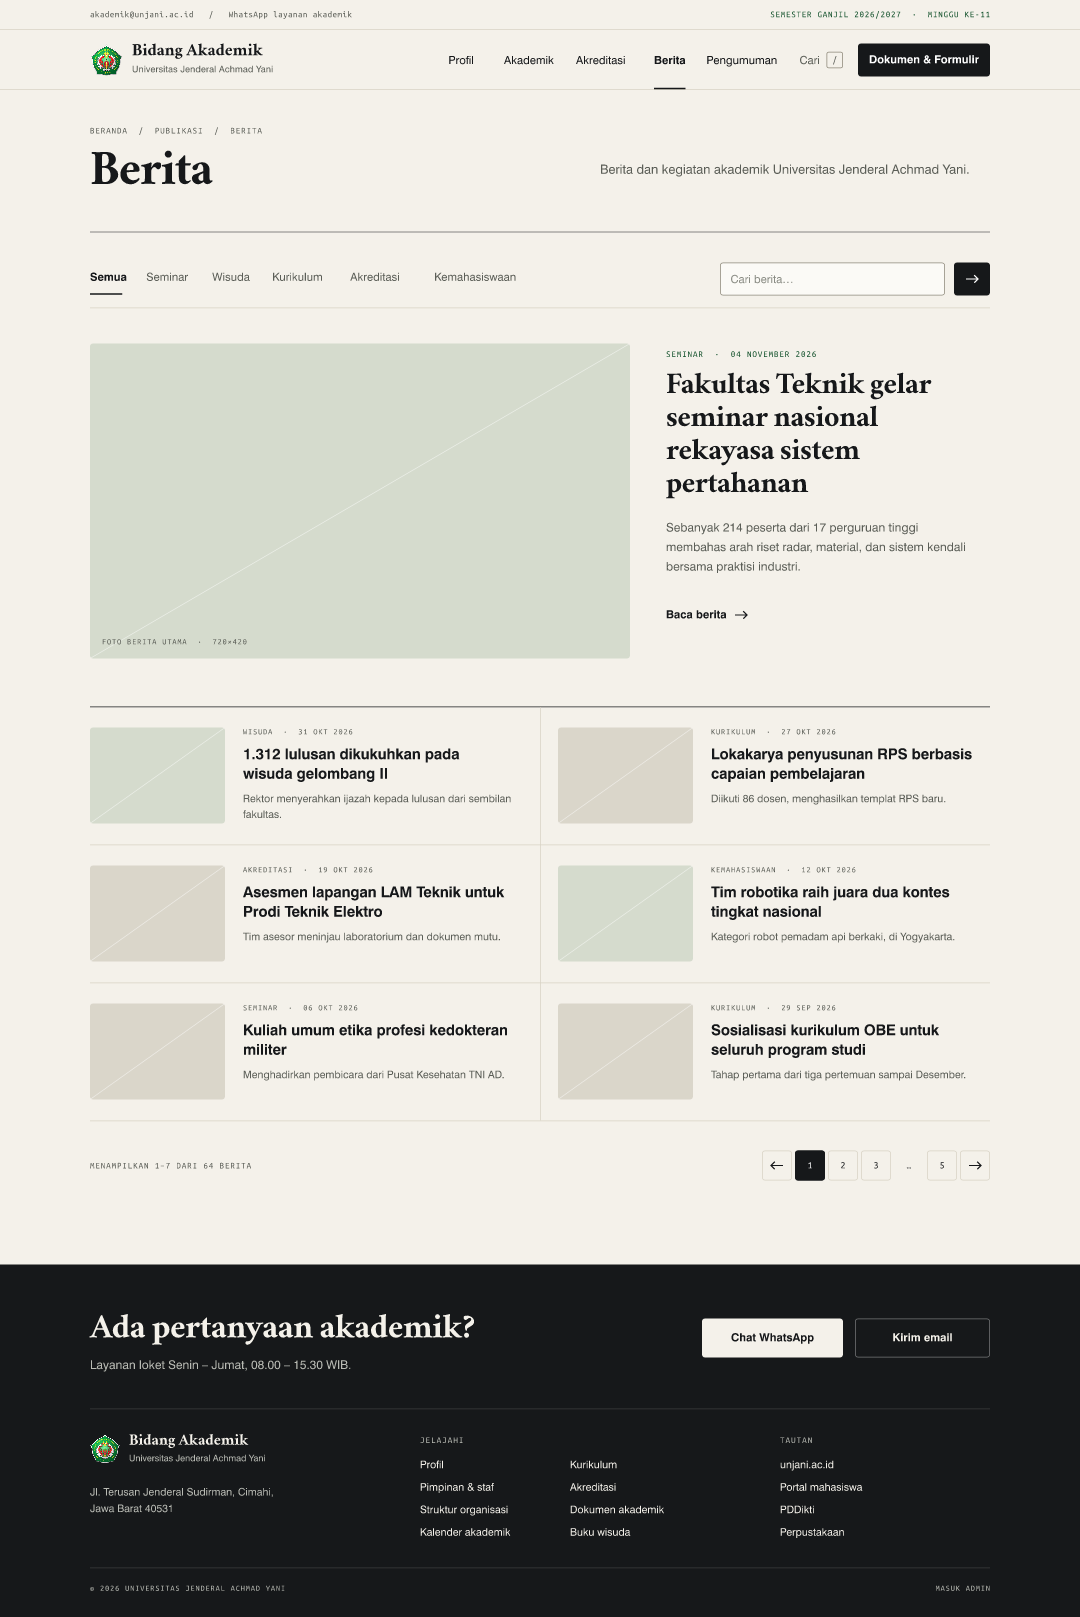 akademik@unjani.ac.id / WhatsApp layanan akademik
SEMESTER GANJIL 2026/2027 · MINGGU KE-11
Bidang Akademik
Universitas Jenderal Achmad Yani
Profil Akademik Akreditasi Berita Pengumuman Cari / Dokumen & Formulir
BERANDA / PUBLIKASI / BERITA
Berita
Berita dan kegiatan akademik Universitas Jenderal Achmad Yani.
Semua Seminar Wisuda Kurikulum Akreditasi Kemahasiswaan
Cari berita... →
FOTO BERITA UTAMA · 720×420
SEMINAR · 04 NOVEMBER 2026
Fakultas Teknik gelar
seminar nasional
rekayasa sistem
pertahanan
Sebanyak 214 peserta dari 17 perguruan tinggi
membahas arah riset radar, material, dan sistem kendali
bersama praktisi industri.
Baca berita →
WISUDA · 31 OKT 2026
1.312 lulusan dikukuhkan pada
wisuda gelombang II
Rektor menyerahkan ijazah kepada lulusan dari sembilan
fakultas.
KURIKULUM · 27 OKT 2026
Lokakarya penyusunan RPS berbasis
capaian pembelajaran
Diikuti 86 dosen, menghasilkan templat RPS baru.
AKREDITASI · 19 OKT 2026
Asesmen lapangan LAM Teknik untuk
Prodi Teknik Elektro
Tim asesor meninjau laboratorium dan dokumen mutu.
KEMAHASISWAAN · 12 OKT 2026
Tim robotika raih juara dua kontes
tingkat nasional
Kategori robot pemadam api berkaki, di Yogyakarta.
SEMINAR · 06 OKT 2026
Kuliah umum etika profesi kedokteran
militer
Menghadirkan pembicara dari Pusat Kesehatan TNI AD.
KURIKULUM · 29 SEP 2026
Sosialisasi kurikulum OBE untuk
seluruh program studi
Tahap pertama dari tiga pertemuan sampai Desember.
MENAMPILKAN 1-7 DARI 64 BERITA
← 1 2 3 … 5 →
Ada pertanyaan akademik?
Layanan loket Senin – Jumat, 08.00 – 15.30 WIB.
Chat WhatsApp Kirim email
Bidang Akademik
Universitas Jenderal Achmad Yani
Jl. Terusan Jenderal Sudirman, Cimahi,
Jawa Barat 40531
JELAJAHI
Profil Kurikulum
Pimpinan & staf Akreditasi
Struktur organisasi Dokumen akademik
Kalender akademik Buku wisuda
TAUTAN
unjani.ac.id
Portal mahasiswa
PDDikti
Perpustakaan
© 2026 UNIVERSITAS JENDERAL ACHMAD YANI
MASUK ADMIN